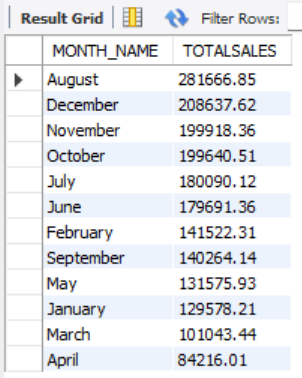 Result Grid Filter Rows:
MONTH_NAME TOTALSALES
August 281666.85
December 208637.62
November 199918.36
October 199640.51
July 180090.12
June 179691.36
February 141522.31
September 140264.14
May 131575.93
January 129578.21
March 101043.44
April 84216.01